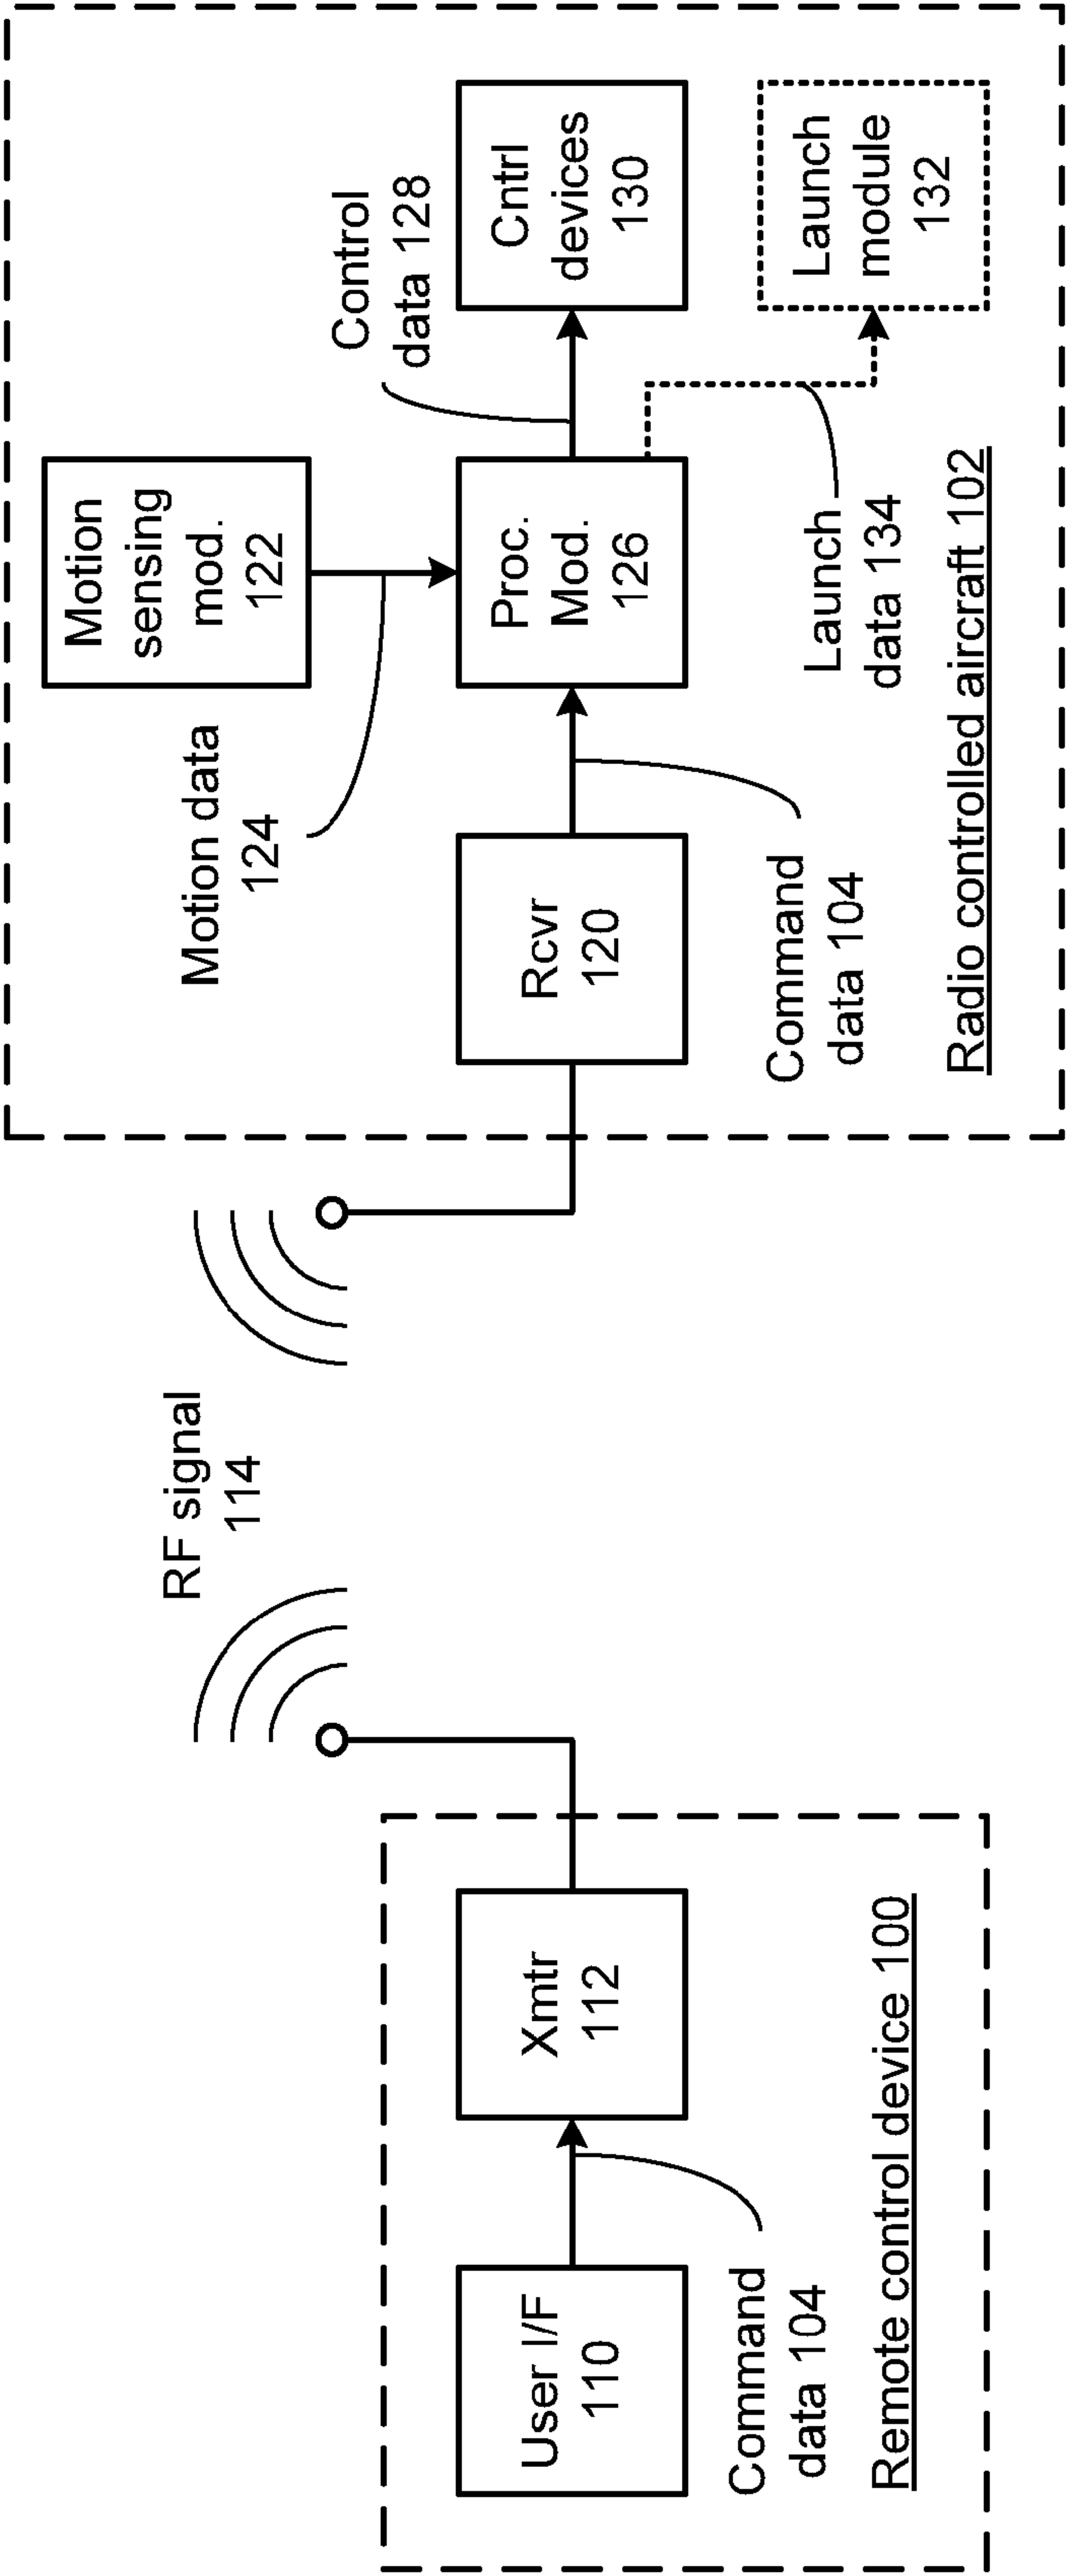 RF signal
114
User I/F
110
Xmtr
112
Command
data 104
Remote control device 100
Motion
sensing
mod.
122
Motion data
124
Control
data 128
Rcvr
120
Proc.
Mod.
126
Cntrl
devices
130
Command
data 104
Launch
data 134
Launch
module
132
Radio controlled aircraft 102